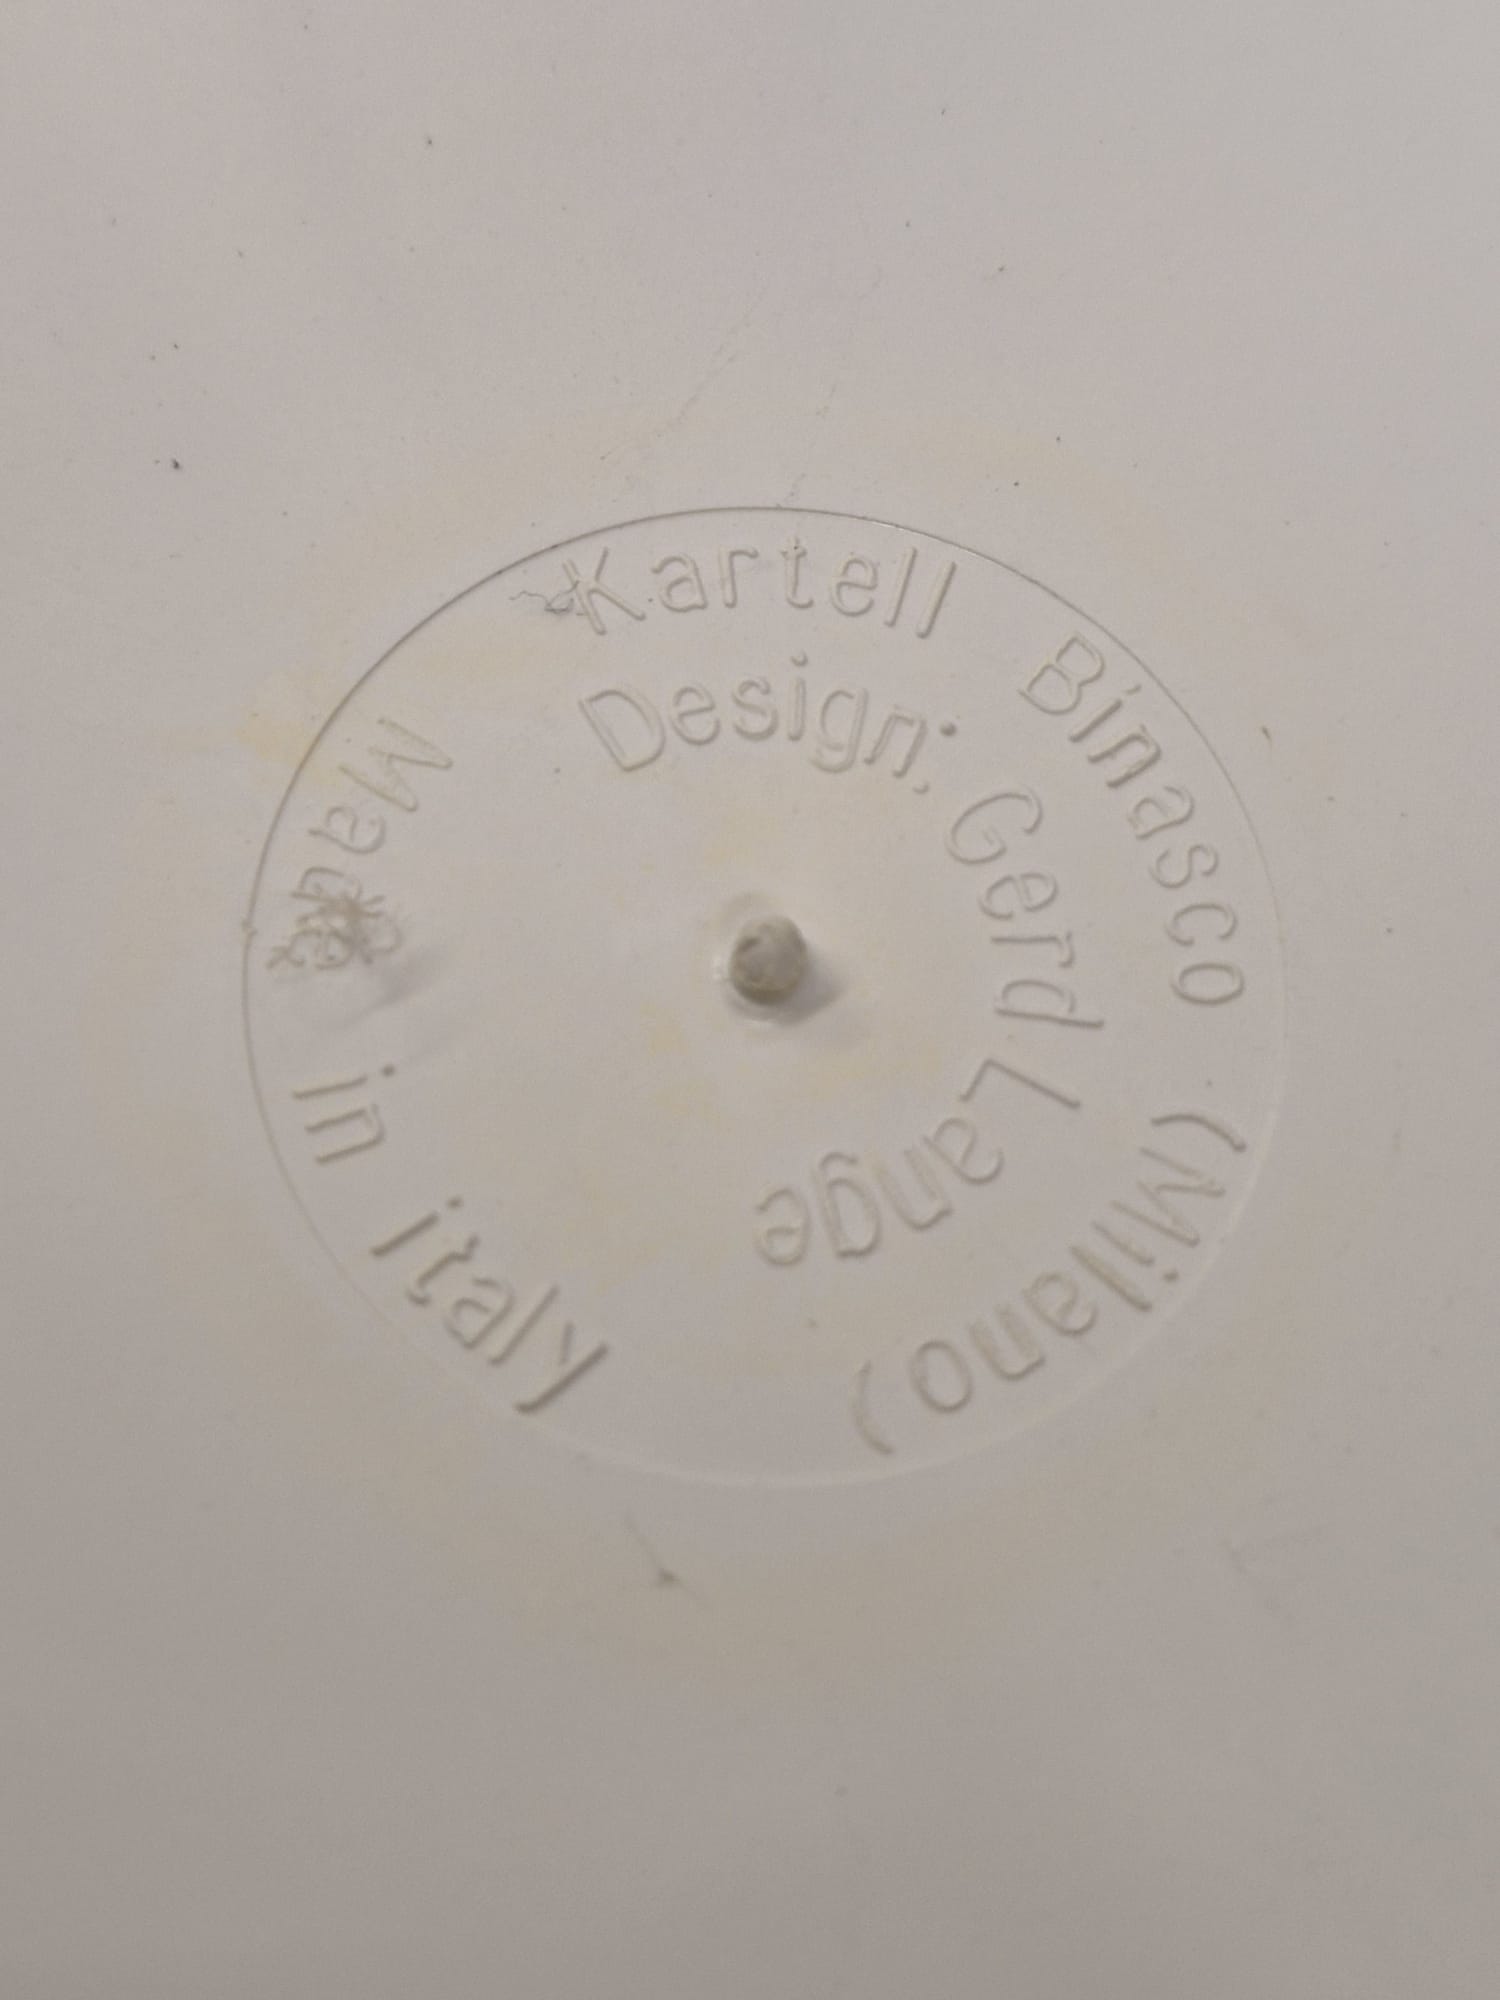 Kartell Binasco (Milano)
Made in italy
Design: Gerd Lange